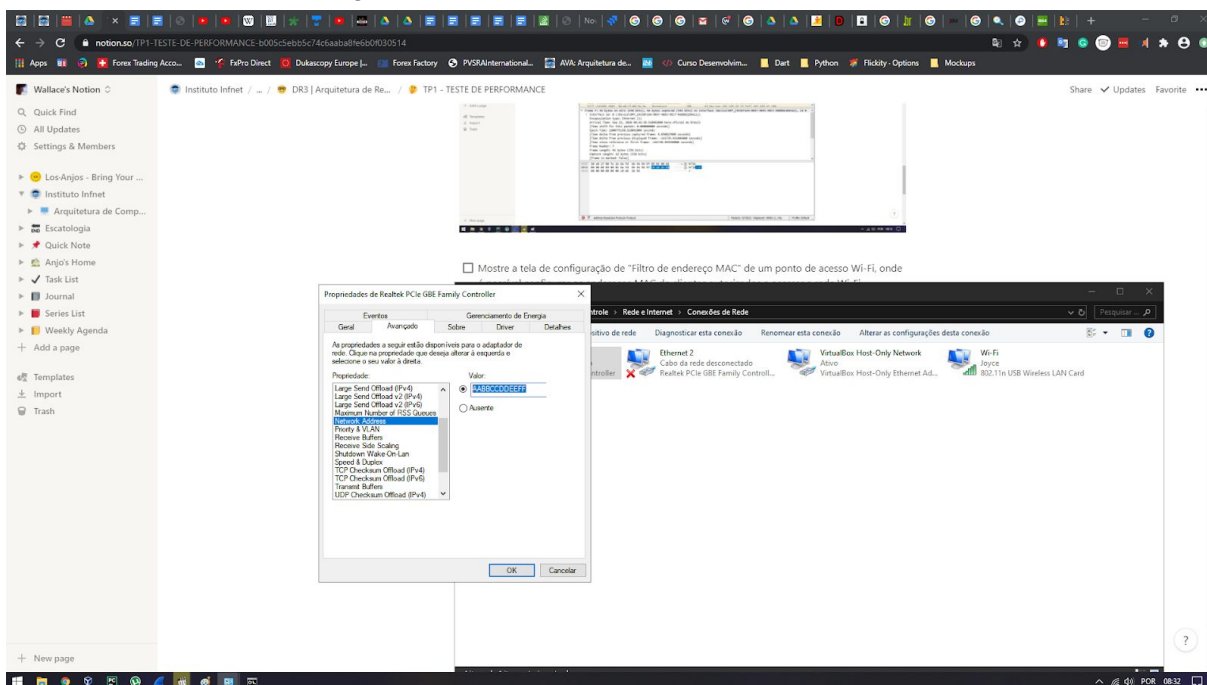 notion.so/TP1-TESTE-DE-PERFORMANCE-b005c5ebb5c74c6aaba8fe6b0f030514
Apps
Forex Trading Acco...
FxPro Direct
Dukascopy Europe |...
Forex Factory
PVSRAInternational...
AVA: Arquitetura de...
Curso Desenvolvim...
Dart
Python
Flickity · Options
Mockups
Wallace's Notion
Instituto Infnet / ... / DR3 | Arquitetura de Re... / TP1 - TESTE DE PERFORMANCE
Share
Updates
Favorite
Quick Find
All Updates
Settings & Members
Los-Anjos - Bring Your ...
Instituto Infnet
Arquitetura de Comp...
Escatologia
Quick Note
Anjo's Home
Task List
Journal
Series List
Weekly Agenda
Add a page
Templates
Import
Trash
New page
Mostre a tela de configuração de "Filtro de endereço MAC" de um ponto de acesso Wi-Fi, onde
Propriedades de Realtek PCIe GBE Family Controller
Eventos
Gerenciamento de Energia
Geral
Avançado
Sobre
Driver
Detalhes
As propriedades a seguir estão disponíveis para o adaptador de
rede. Clique na propriedade que deseja alterar à esquerda e
selecione o seu valor à direita.
Propriedade:
Valor:
Large Send Offload (IPv4)
Large Send Offload v2 (IPv4)
Large Send Offload v2 (IPv6)
Maximum Number of RSS Queues
Network Address
Priority & VLAN
Receive Buffers
Receive Side Scaling
Shutdown Wake-On-Lan
Speed & Duplex
TCP Checksum Offload (IPv4)
TCP Checksum Offload (IPv6)
Transmit Buffers
UDP Checksum Offload (IPv4)
AABBCCDDEEFF
Ausente
OK
Cancelar
Rede e Internet > Conexões de Rede
Pesquisar ...
Diagnosticar esta conexão
Renomear esta conexão
Alterar as configurações desta conexão
Ethernet 2
Cabo de rede desconectado
Realtek PCIe GBE Family Controll...
VirtualBox Host-Only Network
Ativo
VirtualBox Host-Only Ethernet Ad...
Wi-Fi
Joyce
802.11n USB Wireless LAN Card
POR
08:32